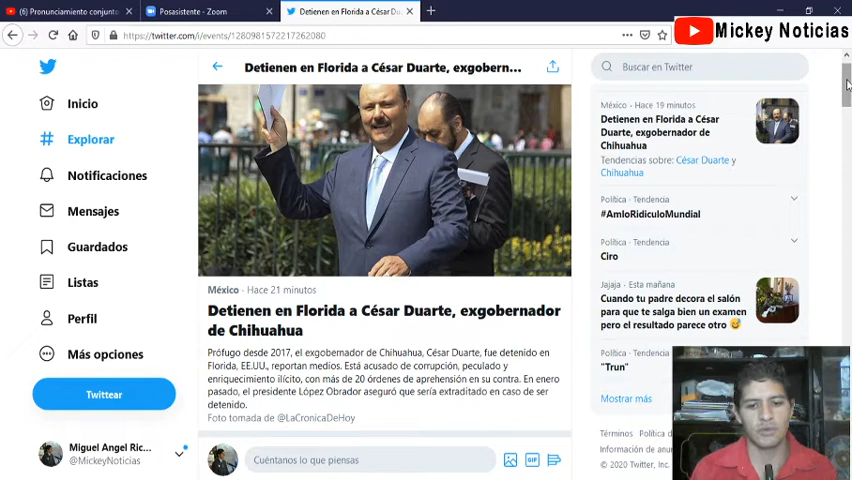 (6) Pronunciamiento conjunto
Posasistente - Zoom
Detienen en Florida a César Du
https://twitter.com/i/events/1280981572217262080
Mickey Noticias
Detienen en Florida a César Duarte, exgobern...
Buscar en Twitter
Inicio
Explorar
Notificaciones
Mensajes
Guardados
Listas
Perfil
Más opciones
Twittear
Miguel Angel Ric...
@MickeyNoticias
México · Hace 21 minutos
Detienen en Florida a César Duarte, exgobernador
de Chihuahua
Prófugo desde 2017, el exgobernador de Chihuahua, César Duarte, fue detenido en
Florida, EE.UU., reportan medios. Está acusado de corrupción, peculado y
enriquecimiento ilícito, con más de 20 órdenes de aprehensión en su contra. En enero
pasado, el presidente López Obrador aseguró que sería extraditado en caso de ser
detenido.
Foto tomada de @LaCronicaDeHoy
Cuéntanos lo que piensas
GIF
México · Hace 19 minutos
Detienen en Florida a César
Duarte, exgobernador de
Chihuahua
Tendencias sobre: César Duarte y
Chihuahua
Política · Tendencia
#AmloRidiculoMundial
Política · Tendencia
Ciro
Jajaja · Esta mañana
Cuando tu padre decora el salón
para que te salga bien un examen
pero el resultado parece otro 😅
Política · Tendencia
"Trun"
Mostrar más
Términos Política d
Información de anu
© 2020 Twitter, Inc.